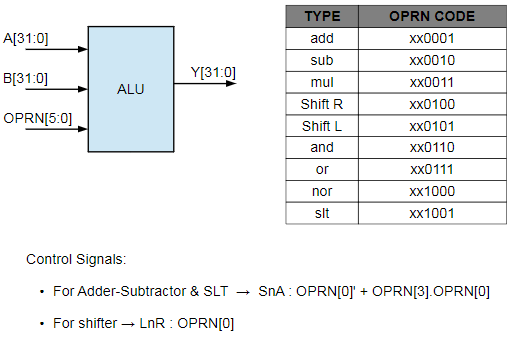 A[31:0]
B[31:0]
OPRN[5:0]
ALU
Y[31:0]
TYPE OPRN CODE
add xx0001
sub xx0010
mul xx0011
Shift R xx0100
Shift L xx0101
and xx0110
or xx0111
nor xx1000
slt xx1001
Control Signals:
• For Adder-Subtractor & SLT → SnA : OPRN[0]' + OPRN[3].OPRN[0]
• For shifter → LnR : OPRN[0]